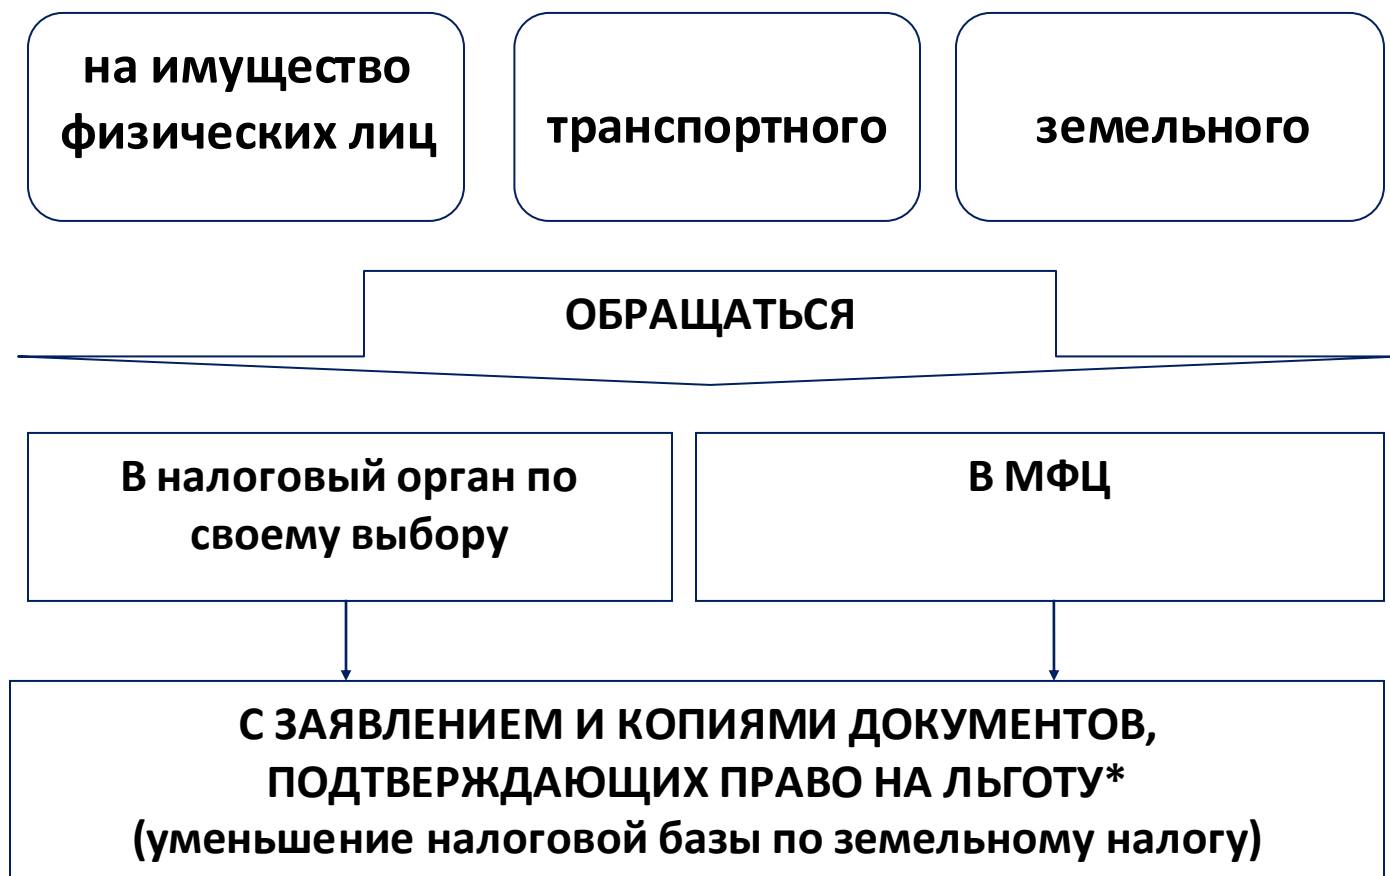 на имущество
физических лиц
транспортного
земельного
ОБРАЩАТЬСЯ
В налоговый орган по
своему выбору
В МФЦ
С ЗАЯВЛЕНИЕМ И КОПИЯМИ ДОКУМЕНТОВ,
ПОДТВЕРЖДАЮЩИХ ПРАВО НА ЛЬГОТУ*
(уменьшение налоговой базы по земельному налогу)